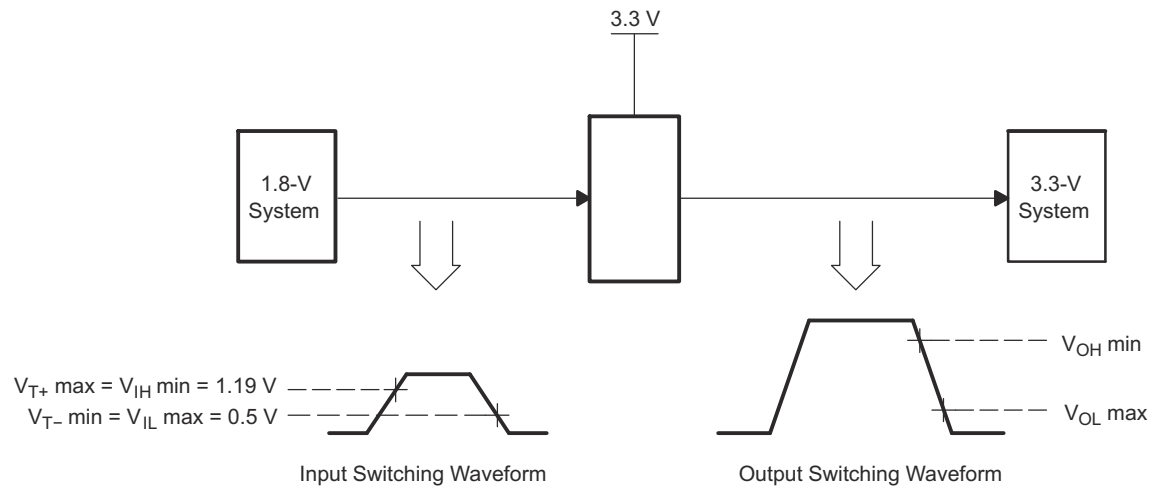 3.3 V
1.8-V
System
3.3-V
System
V_T+ max = V_IH min = 1.19 V
V_T– min = V_IL max = 0.5 V
V_OH min
V_OL max
Input Switching Waveform
Output Switching Waveform